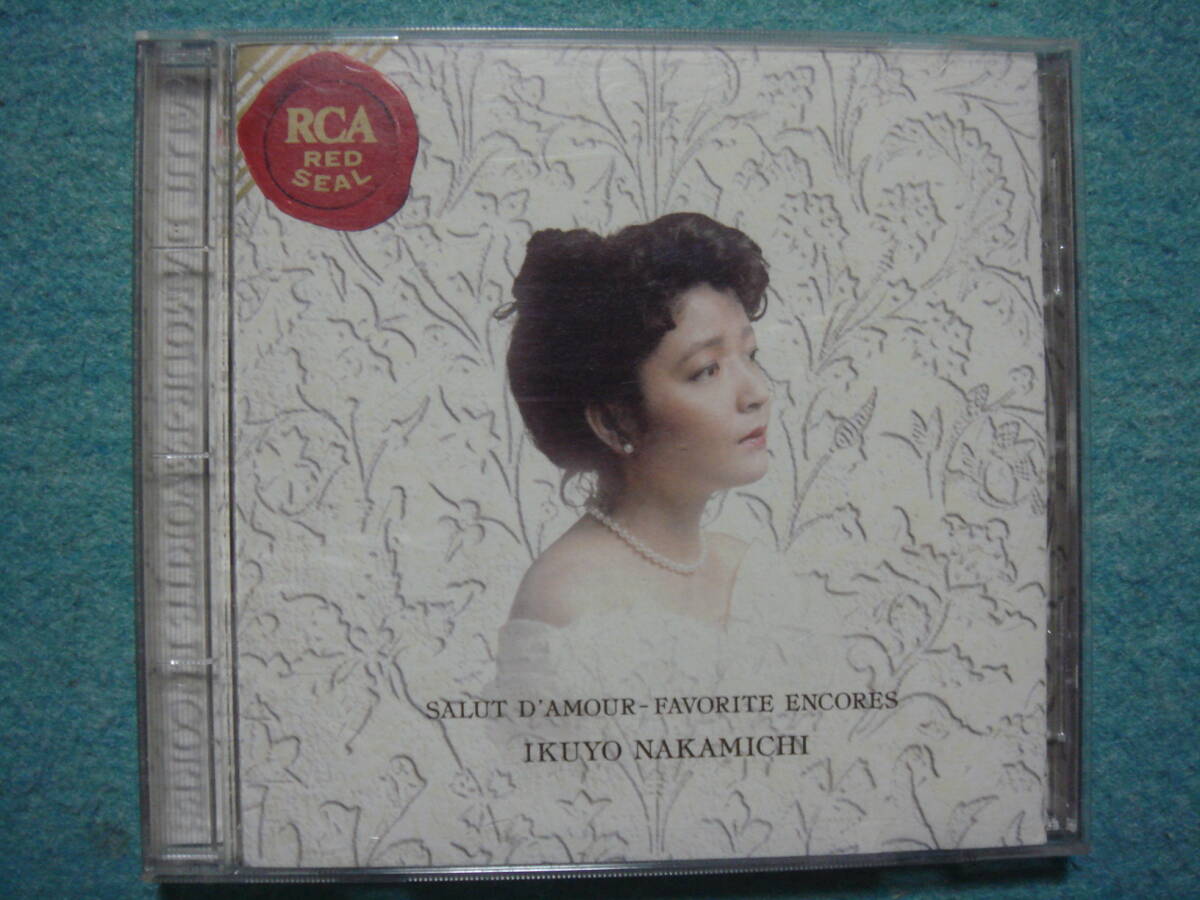 RCA
RED
SEAL
SALUT D'AMOUR-FAVORITE ENCORES
IKUYO NAKAMICHI